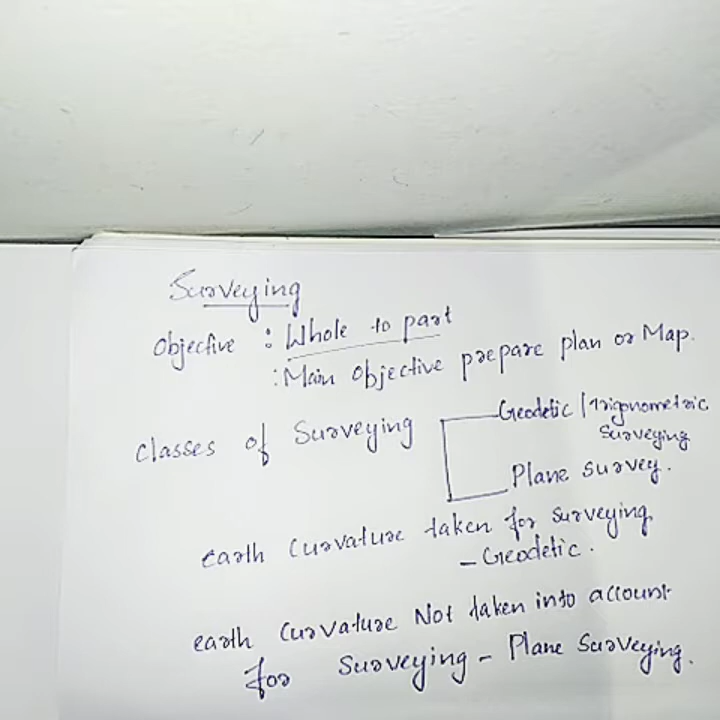 Surveying
Objective : Whole to part
: Main Objective prepare plan or Map.
Classes of Surveying
Geodetic / Trigonometric
Surveying
Plane survey.
earth curvature taken for surveying
- Geodetic.
earth curvature Not taken into account
for Surveying - Plane Surveying.